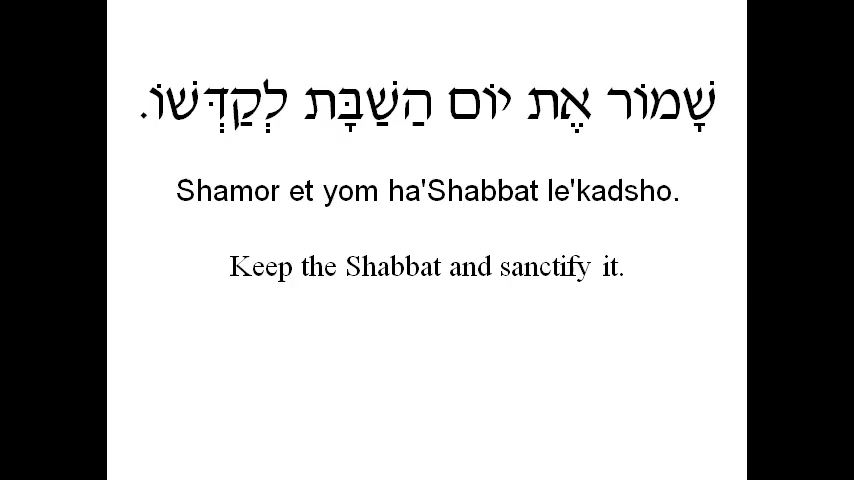 שָׁמוֹר אֶת יוֹם הַשַׁבָּת לְקַדְּשׁוֹ.
Shamor et yom ha'Shabbat le'kadsho.
Keep the Shabbat and sanctify it.